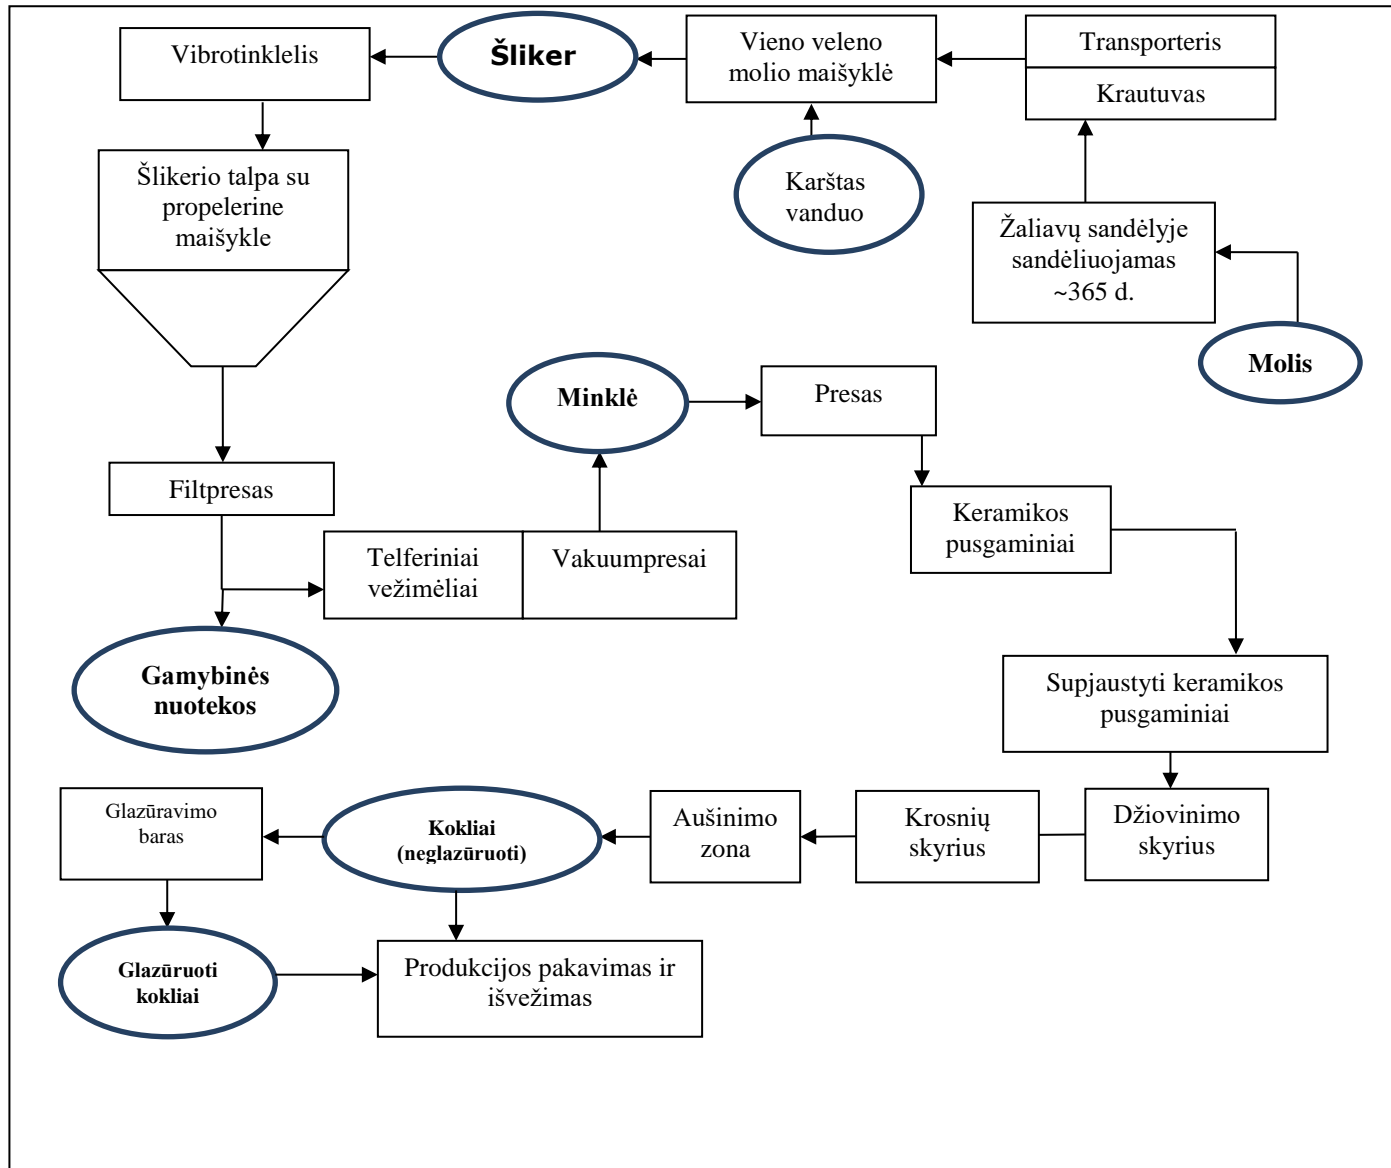 Vibrotinklelis
Šliker
Vieno veleno
molio maišyklė
Transporteris
Krautuvas
Šlikerio talpa su
propelerine
maišykle
Karštas
vanduo
Žaliavų sandėlyje
sandėliuojamas
~365 d.
Molis
Minklė
Presas
Filtpresas
Keramikos
pusgaminiai
Telferiniai
vežimėliai
Vakuumpresai
Gamybinės
nuotekos
Supjaustyti keramikos
pusgaminiai
Glazūravimo
baras
Kokliai
(neglazūruoti)
Aušinimo
zona
Krosnių
skyrius
Džiovinimo
skyrius
Glazūruoti
kokliai
Produkcijos pakavimas ir
išvežimas